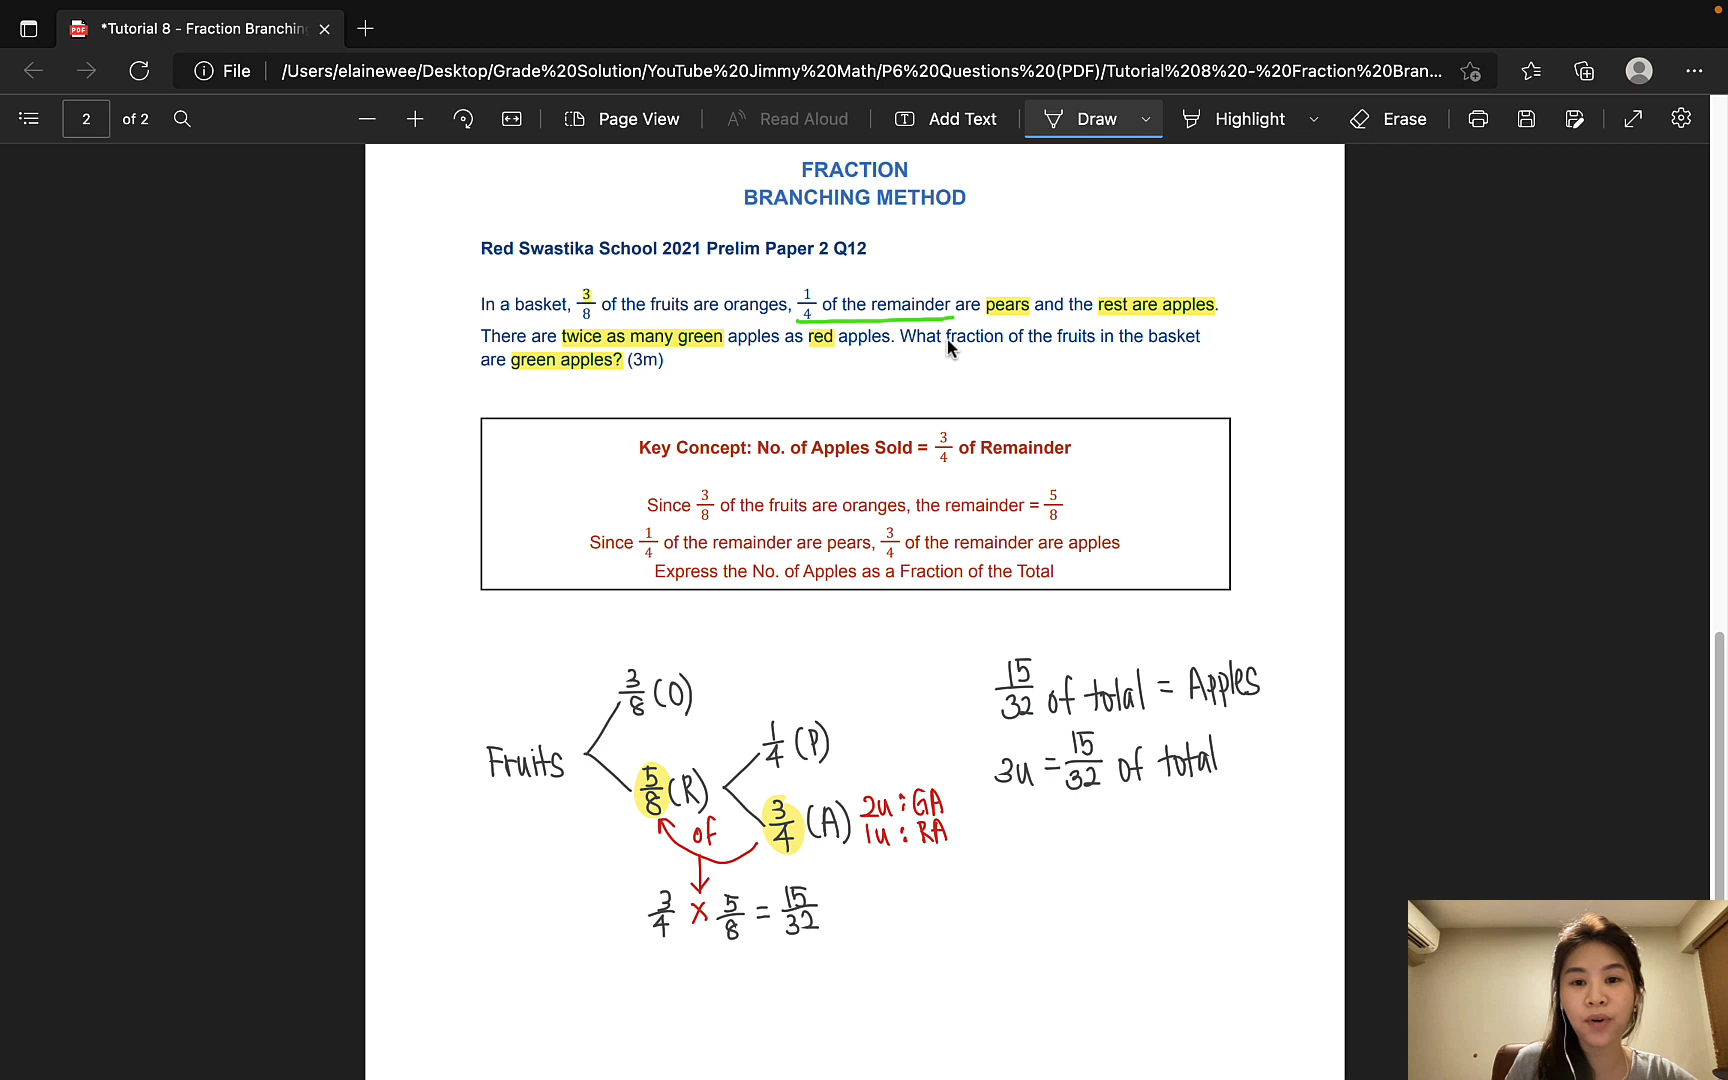 *Tutorial 8 - Fraction Branchin
File
/Users/elainewee/Desktop/Grade%20Solution/YouTube%20Jimmy%20Math/P6%20Questions%20(PDF)/Tutorial%208%20-%20Fraction%20Bran...
2 of 2 Page View Read Aloud Add Text Draw Highlight Erase
FRACTION
BRANCHING METHOD
Red Swastika School 2021 Prelim Paper 2 Q12
In a basket, 3/8 of the fruits are oranges, 1/4 of the remainder are pears and the rest are apples.
There are twice as many green apples as red apples. What fraction of the fruits in the basket
are green apples? (3m)
Key Concept: No. of Apples Sold = 3/4 of Remainder
Since 3/8 of the fruits are oranges, the remainder = 5/8
Since 1/4 of the remainder are pears, 3/4 of the remainder are apples
Express the No. of Apples as a Fraction of the Total
Fruits
3/8 (O)
5/8 (R)
of
1/4 (P)
3/4 (A)
2u : GA
1u : RA
3/4 × 5/8 = 15/32
15/32 of total = Apples
3u = 15/32 of total